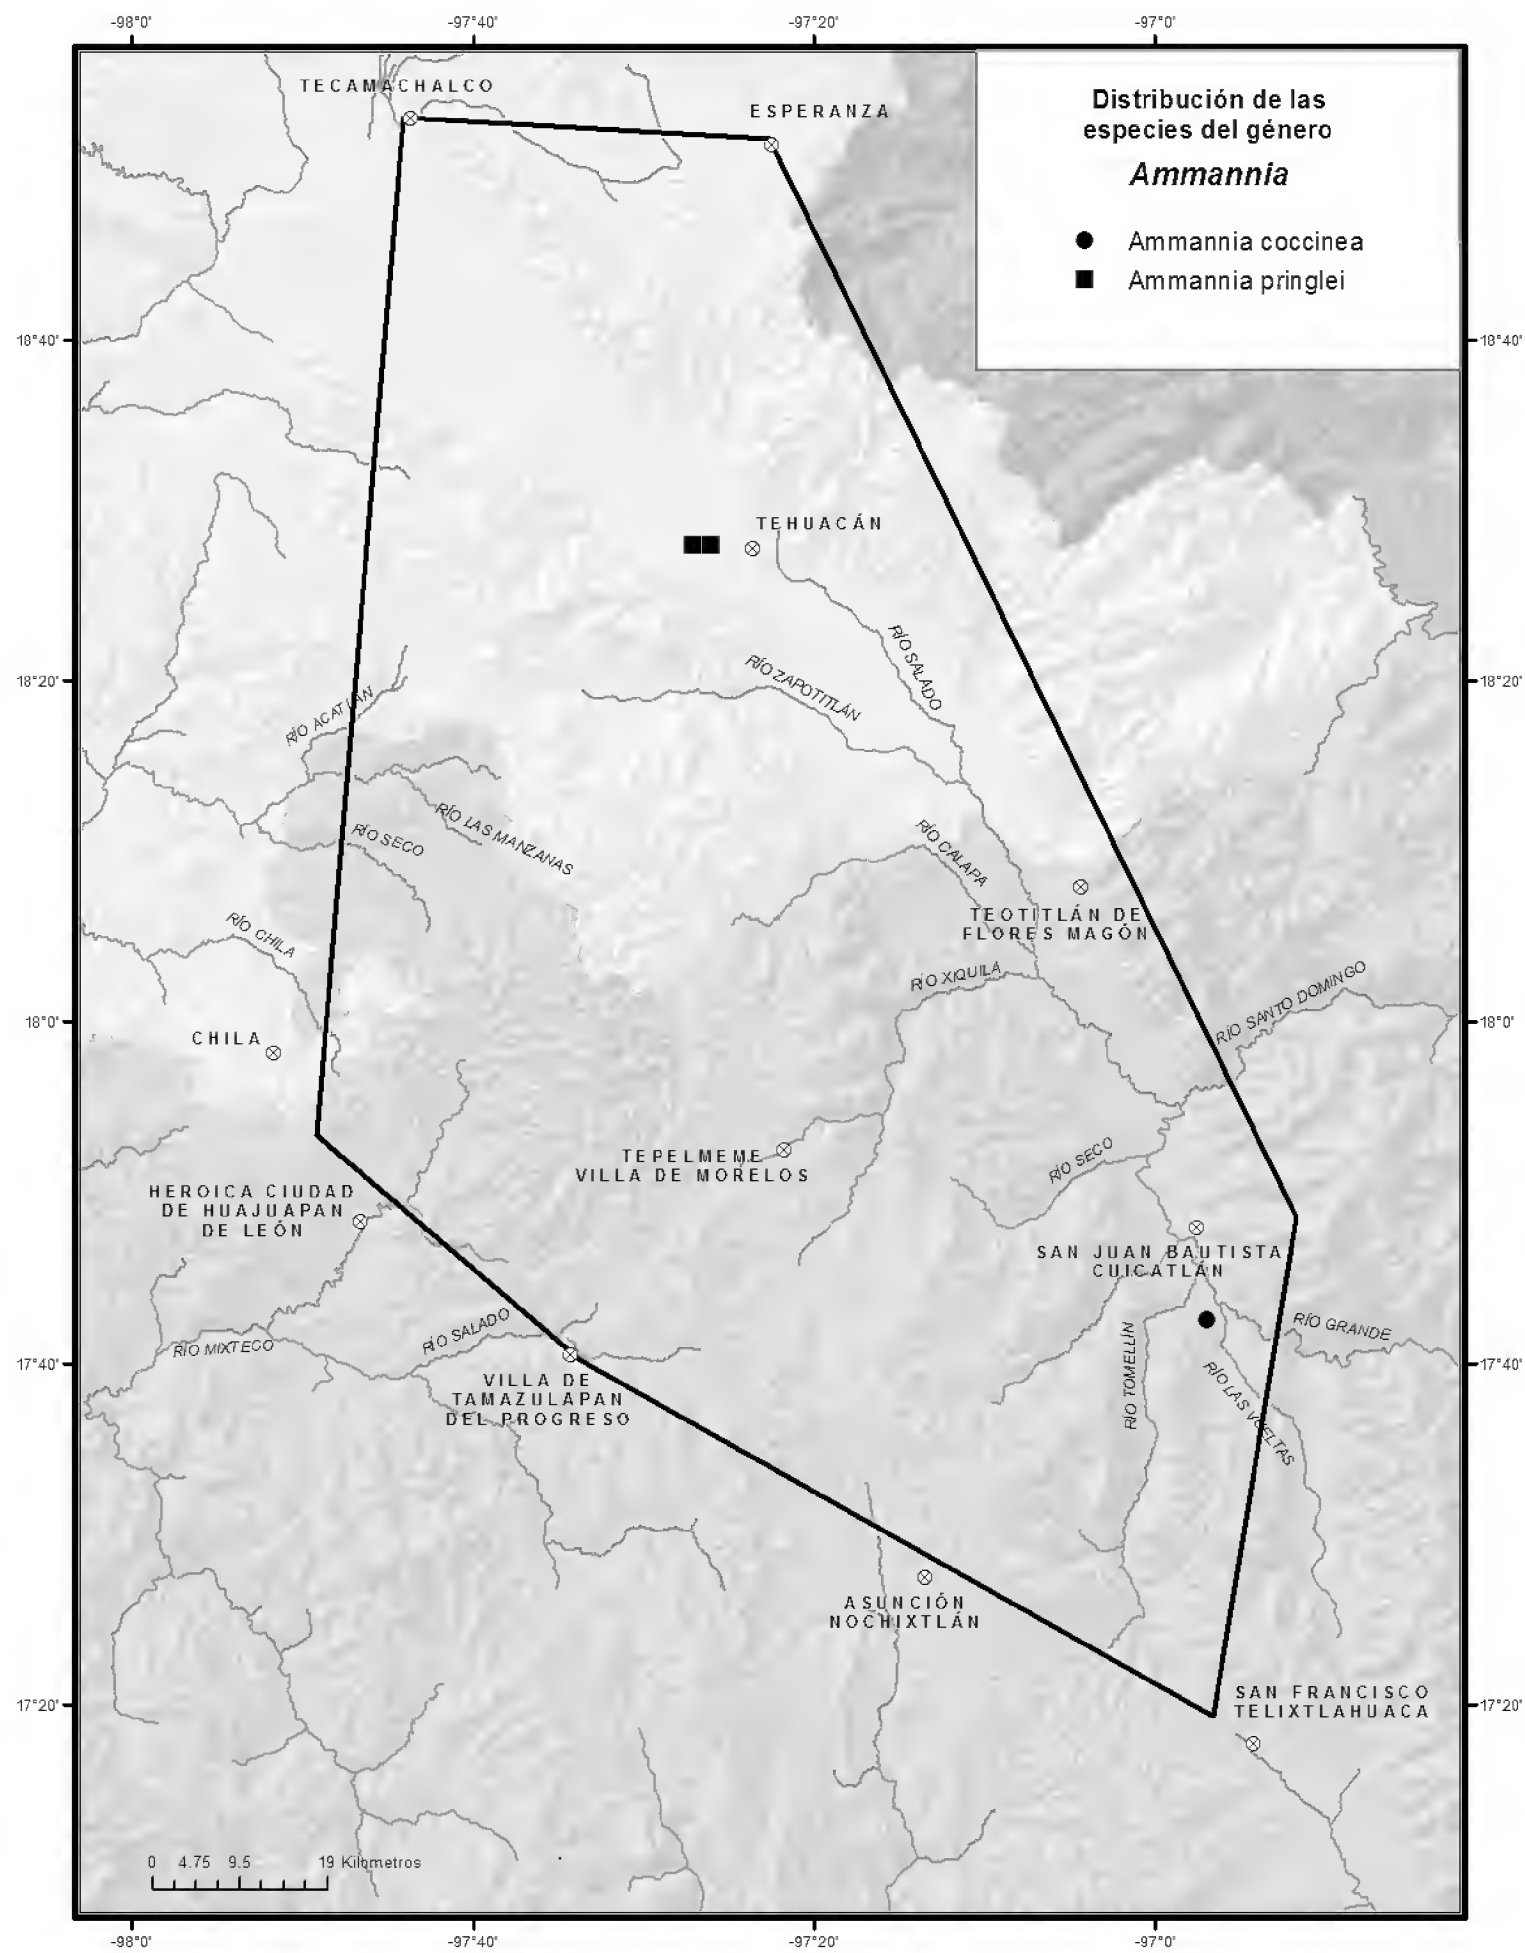 -98°0'
-97°40'
-97°20'
-97°0'
TECAMACHALCO
ESPERANZA
Distribución de las
especies del género
Ammannia
Ammannia coccinea
Ammannia pringlei
18°40'
18°40'
TEHUACÁN
RÍO SALADO
RÍO ZAPOTITLÁN
18°20'
18°20'
RÍO ACATLÁN
RÍO LAS MANZANAS
RÍO SECO
RÍO CALAPA
TEOTITLÁN DE
FLORES MAGÓN
RÍO CHILA
RÍO XIQUILA
RÍO SANTO DOMINGO
18°0'
18°0'
CHILA
TEPELMEME
VILLA DE MORELOS
RÍO SECO
HEROICA CIUDAD
DE HUAJUAPAN
DE LEÓN
SAN JUAN BAUTISTA
CUICATLÁN
RÍO SALADO
RÍO MIXTECO
RÍO GRANDE
RÍO TOMELLÍN
RÍO LAS VUELTAS
17°40'
17°40'
VILLA DE
TAMAZULAPAN
DEL PROGRESO
ASUNCIÓN
NOCHIXTLÁN
17°20'
17°20'
SAN FRANCISCO
TELIXTLAHUACA
0 4.75 9.5 19 Kilometros
-98°0'
-97°40'
-97°20'
-97°0'